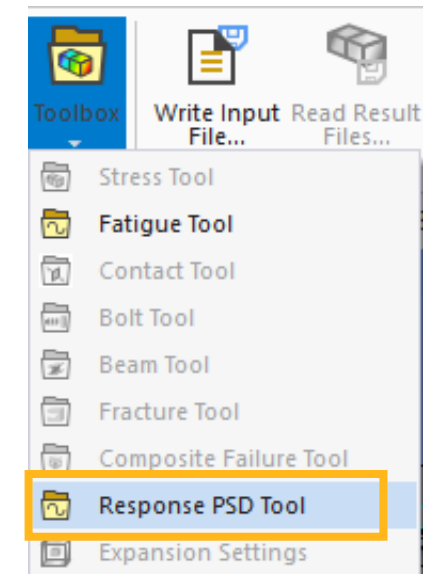 Toolbox
Write Input
File...
Read Result
Files...
Stress Tool
Fatigue Tool
Contact Tool
Bolt Tool
Beam Tool
Fracture Tool
Composite Failure Tool
Response PSD Tool
Expansion Settings